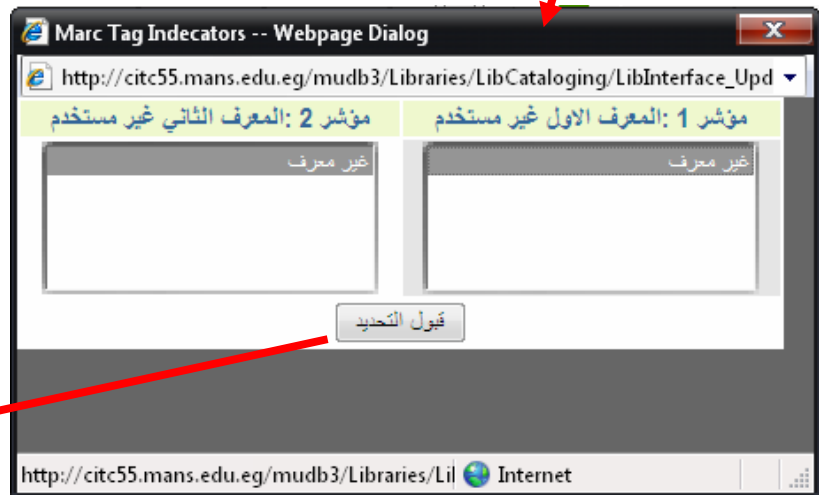 Marc Tag Indecators -- Webpage Dialog
http://citc55.mans.edu.eg/mudb3/Libraries/LibCataloging/LibInterface_Upd
مؤشر 1 :المعرف الاول غير مستخدم
مؤشر 2 :المعرف الثاني غير مستخدم
غير معرف
غير معرف
قبول التحديد
http://citc55.mans.edu.eg/mudb3/Libraries/Lil Internet